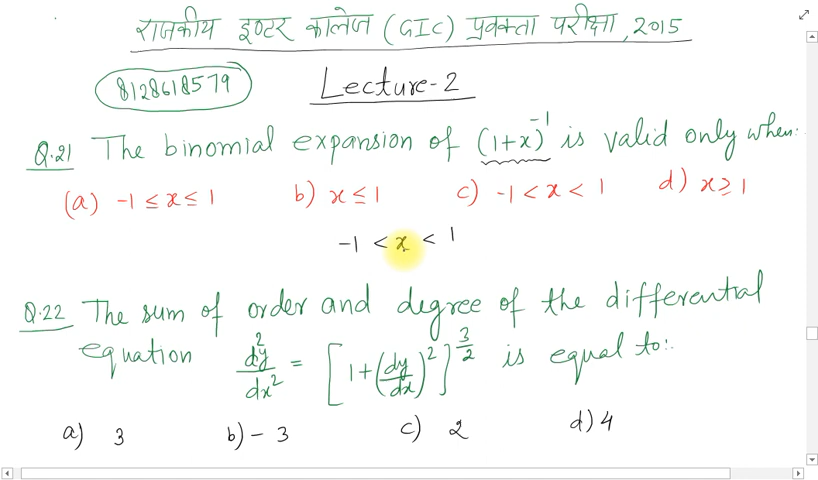 राजकीय इण्टर कालेज (GIC) प्रवक्ता परीक्षा, 2015
8128618579 Lecture-2
Q.21 The binomial expansion of (1+x)⁻¹ is valid only when:-
(a) -1 ≤ x ≤ 1 b) x ≤ 1 c) -1 < x < 1 d) x ≥ 1
-1 < x < 1
Q.22 The sum of order and degree of the differential
equation d²y/dx² = [1+(dy/dx)²]^3/2 is equal to:-
a) 3 b) - 3 c) 2 d) 4